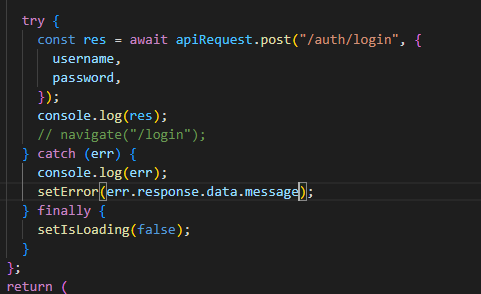 try {
const res = await apiRequest.post("/auth/login", {
username,
password,
});
console.log(res);
// navigate("/login");
} catch (err) {
console.log(err);
setError(err.response.data.message);
} finally {
setIsLoading(false);
}
};
return (